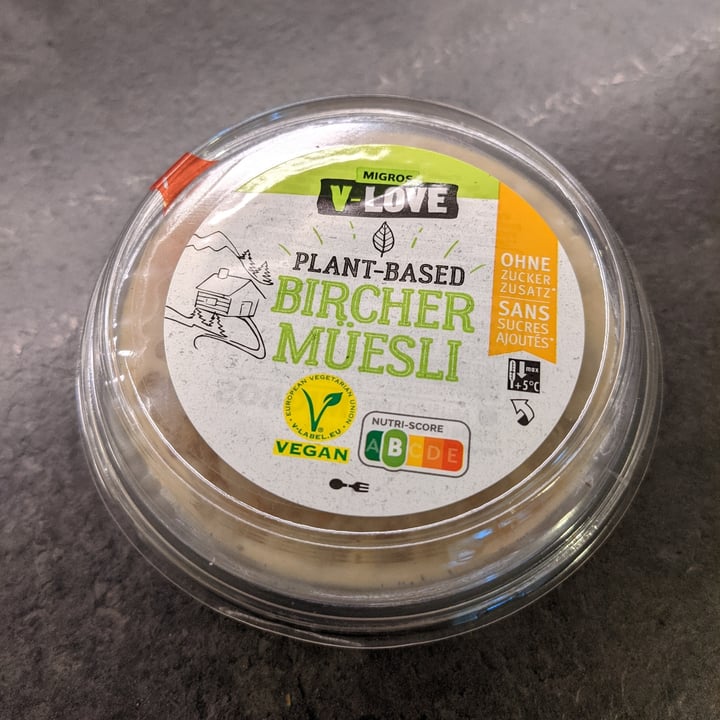 MIGROS
V-LOVE
PLANT-BASED
BIRCHER
MÜESLI
OHNE
ZUCKER
ZUSATZ*
SANS
SUCRES
AJOUTÉS*
max
+5°C
EUROPEAN VEGETARIAN UNION
V-LABEL.EU
VEGAN
NUTRI-SCORE
A B C D E